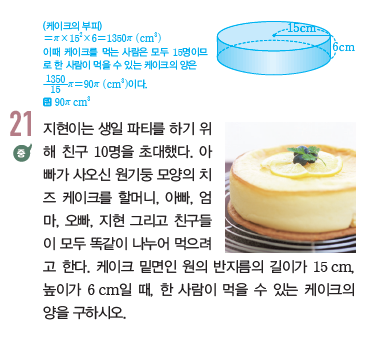 (케이크의 부피)
=π×15²×6=1350π (cm³)
이때 케이크를 먹는 사람은 모두 15명이므
로 한 사람이 먹을 수 있는 케이크의 양은
1350/15 π=90π (cm³)이다.
답 90π cm³
15cm
6cm
21
중
지현이는 생일 파티를 하기 위
해 친구 10명을 초대했다. 아
빠가 사오신 원기둥 모양의 치
즈 케이크를 할머니, 아빠, 엄
마, 오빠, 지현 그리고 친구들
이 모두 똑같이 나누어 먹으려
고 한다. 케이크 밑면인 원의 반지름의 길이가 15 cm,
높이가 6 cm일 때, 한 사람이 먹을 수 있는 케이크의
양을 구하시오.